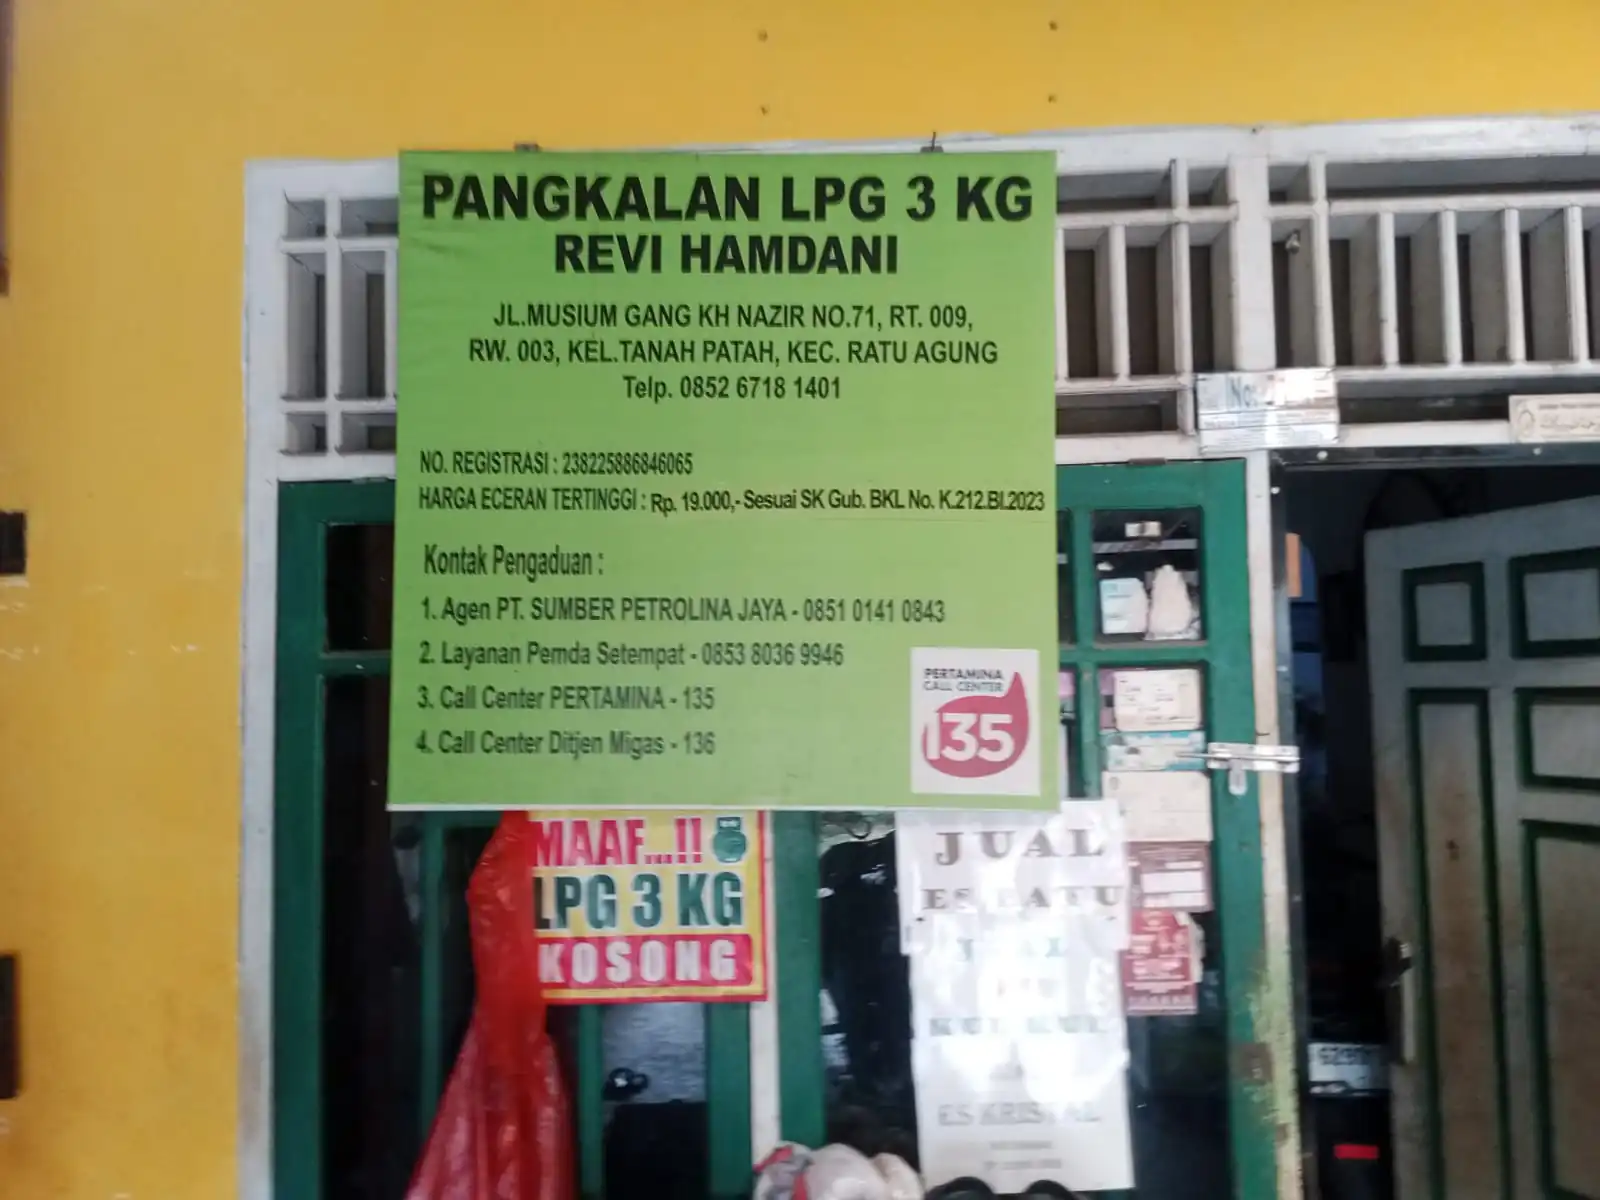 PANGKALAN LPG 3 KG
REVI HAMDANI
JL.MUSIUM GANG KH NAZIR NO.71, RT. 009,
RW. 003, KEL.TANAH PATAH, KEC. RATU AGUNG
Telp. 0852 6718 1401
NO. REGISTRASI : 238225886846065
HARGA ECERAN TERTINGGI : Rp. 19.000,- Sesuai SK Gub. BKL No. K.212.BI.2023
Kontak Pengaduan :
1. Agen PT. SUMBER PETROLINA JAYA - 0851 0141 0843
2. Layanan Pemda Setempat - 0853 8036 9946
3. Call Center PERTAMINA - 135
4. Call Center Ditjen Migas - 136
PERTAMINA
CALL CENTER
135
MAAF...!!
LPG 3 KG
KOSONG
JUAL
ES BATU
JUAL
ES KRISTAL
No: